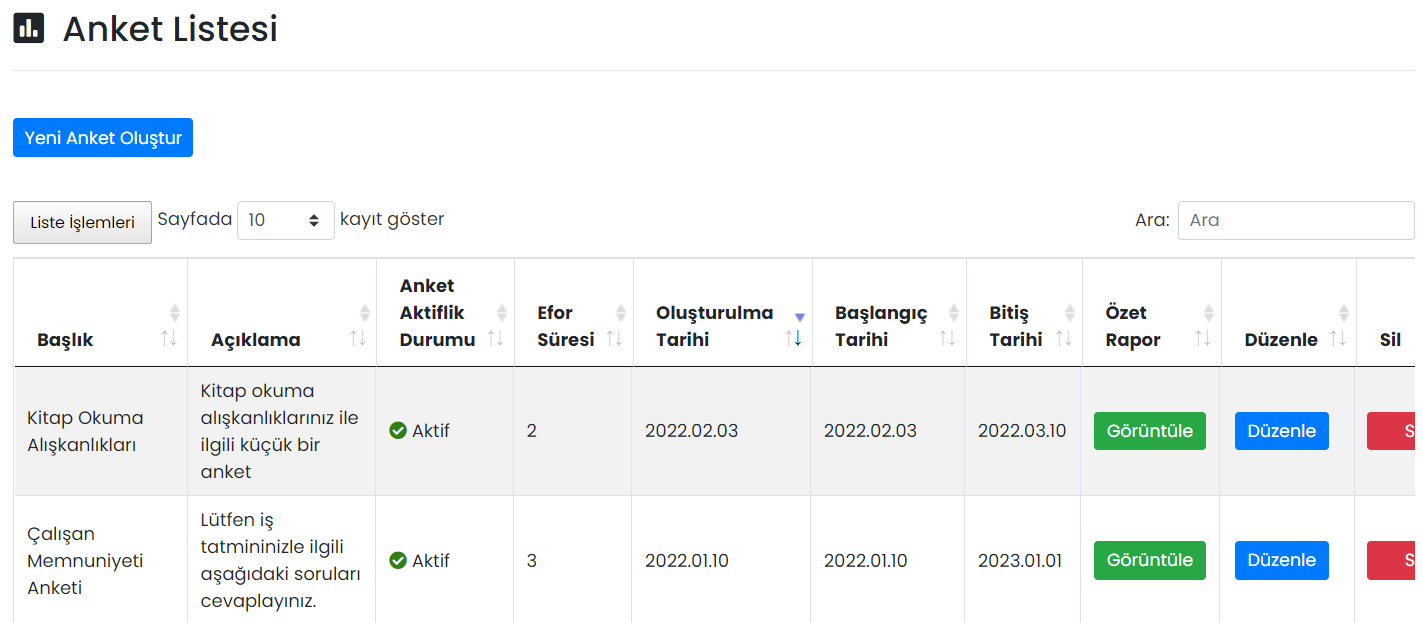 Anket Listesi
Yeni Anket Oluştur
Liste İşlemleri Sayfada 10 kayıt göster Ara: Ara
Başlık
Açıklama
Anket
Aktiflik
Durumu
Efor
Süresi
Oluşturulma
Tarihi
Başlangıç
Tarihi
Bitiş
Tarihi
Özet
Rapor
Düzenle
Sil
Kitap Okuma
Alışkanlıkları
Kitap okuma
alışkanlıklarınız ile
ilgili küçük bir
anket
Aktif
2
2022.02.03
2022.02.03
2022.03.10
Görüntüle
Düzenle
S
Çalışan
Memnuniyeti
Anketi
Lütfen iş
tatmininizle ilgili
aşağıdaki soruları
cevaplayınız.
Aktif
3
2022.01.10
2022.01.10
2023.01.01
Görüntüle
Düzenle
S